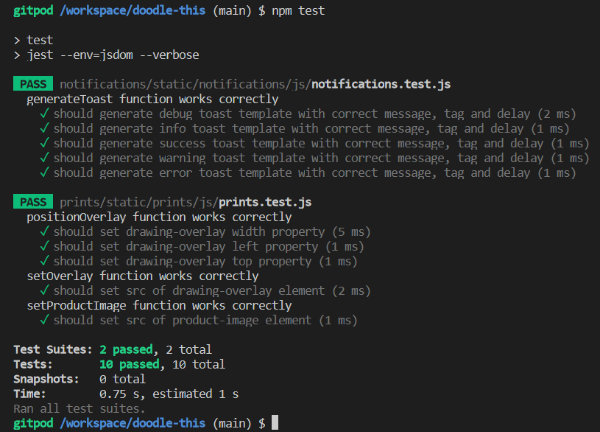 gitpod /workspace/doodle-this (main) $ npm test
> test
> jest --env=jsdom --verbose
PASS notifications/static/notifications/js/notifications.test.js
generateToast function works correctly
✓ should generate debug toast template with correct message, tag and delay (2 ms)
✓ should generate info toast template with correct message, tag and delay (1 ms)
✓ should generate success toast template with correct message, tag and delay (1 ms)
✓ should generate warning toast template with correct message, tag and delay (1 ms)
✓ should generate error toast template with correct message, tag and delay (1 ms)
PASS prints/static/prints/js/prints.test.js
positionOverlay function works correctly
✓ should set drawing-overlay width property (5 ms)
✓ should set drawing-overlay left property (1 ms)
✓ should set drawing-overlay top property (1 ms)
setOverlay function works correctly
✓ should set src of drawing-overlay element (2 ms)
setProductImage function works correctly
✓ should set src of product-image element (1 ms)
Test Suites: 2 passed, 2 total
Tests: 10 passed, 10 total
Snapshots: 0 total
Time: 0.75 s, estimated 1 s
Ran all test suites.
gitpod /workspace/doodle-this (main) $